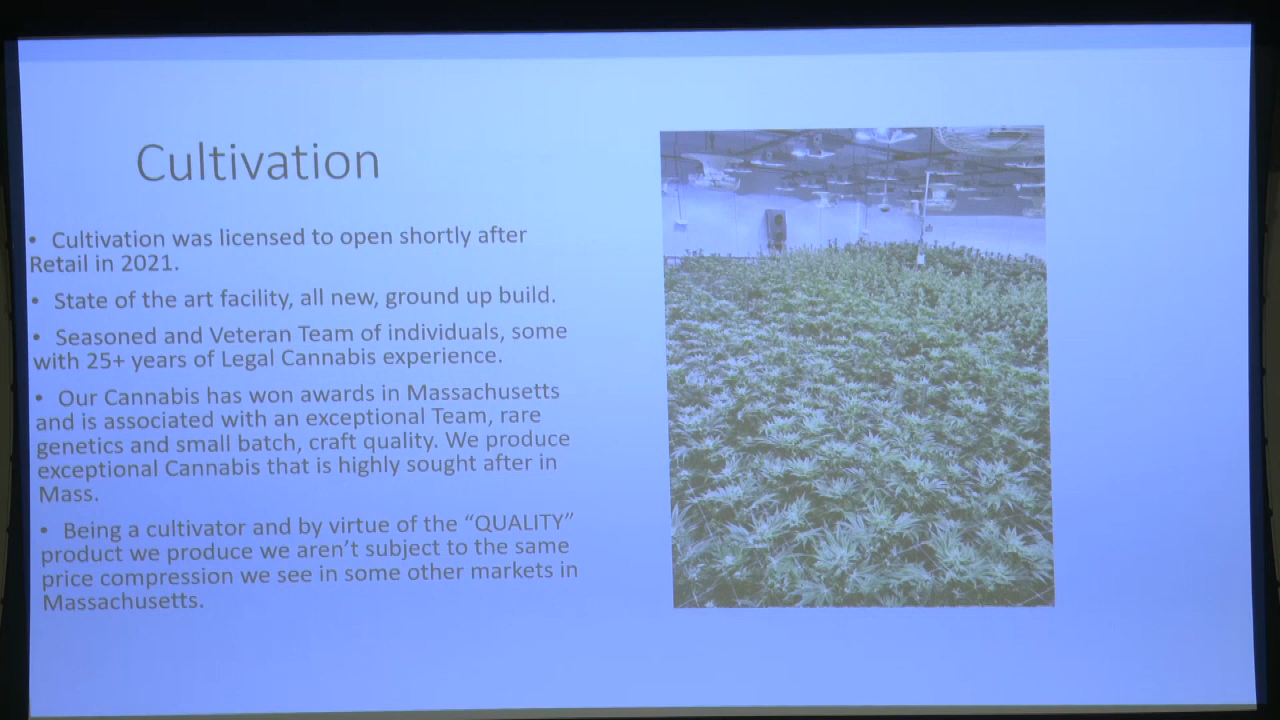 Cultivation
• Cultivation was licensed to open shortly after
Retail in 2021.
• State of the art facility, all new, ground up build.
• Seasoned and Veteran Team of individuals, some
with 25+ years of Legal Cannabis experience.
• Our Cannabis has won awards in Massachusetts
and is associated with an exceptional Team, rare
genetics and small batch, craft quality. We produce
exceptional Cannabis that is highly sought after in
Mass.
• Being a cultivator and by virtue of the “QUALITY”
product we produce we aren’t subject to the same
price compression we see in some other markets in
Massachusetts.